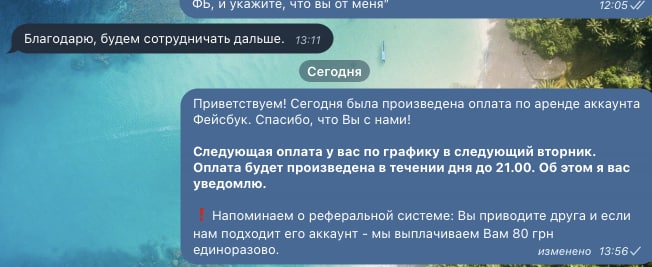 ФБ, и укажите, что вы от меня"
12:05
Благодарю, будем сотрудничать дальше. 13:11
Сегодня
Приветствуем! Сегодня была произведена оплата по аренде аккаунта
Фейсбук. Спасибо, что Вы с нами!
Следующая оплата у вас по графику в следующий вторник.
Оплата будет произведена в течении дня до 21.00. Об этом я вас
уведомлю.
❗ Напоминаем о реферальной системе: Вы приводите друга и если
нам подходит его аккаунт - мы выплачиваем Вам 80 грн
единоразово. изменено 13:56